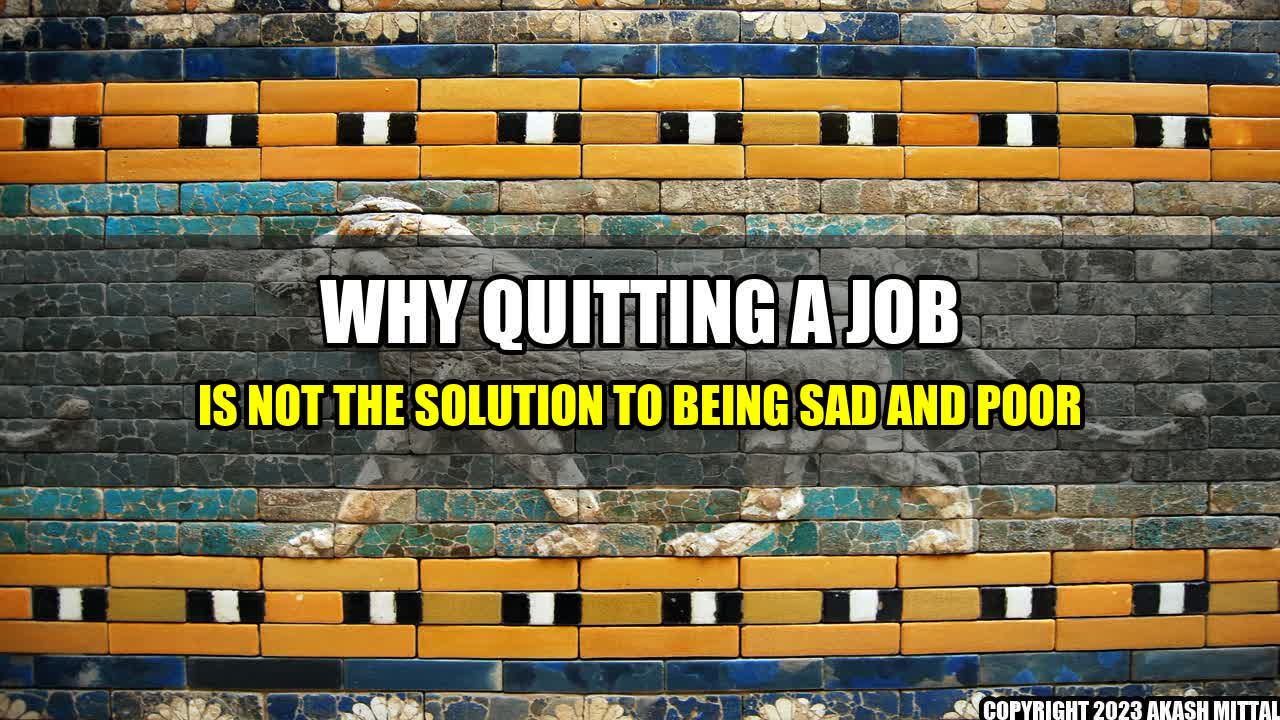 WHY QUITTING A JOB
IS NOT THE SOLUTION TO BEING SAD AND POOR
COPYRIGHT 2023 AKASH MITTAL